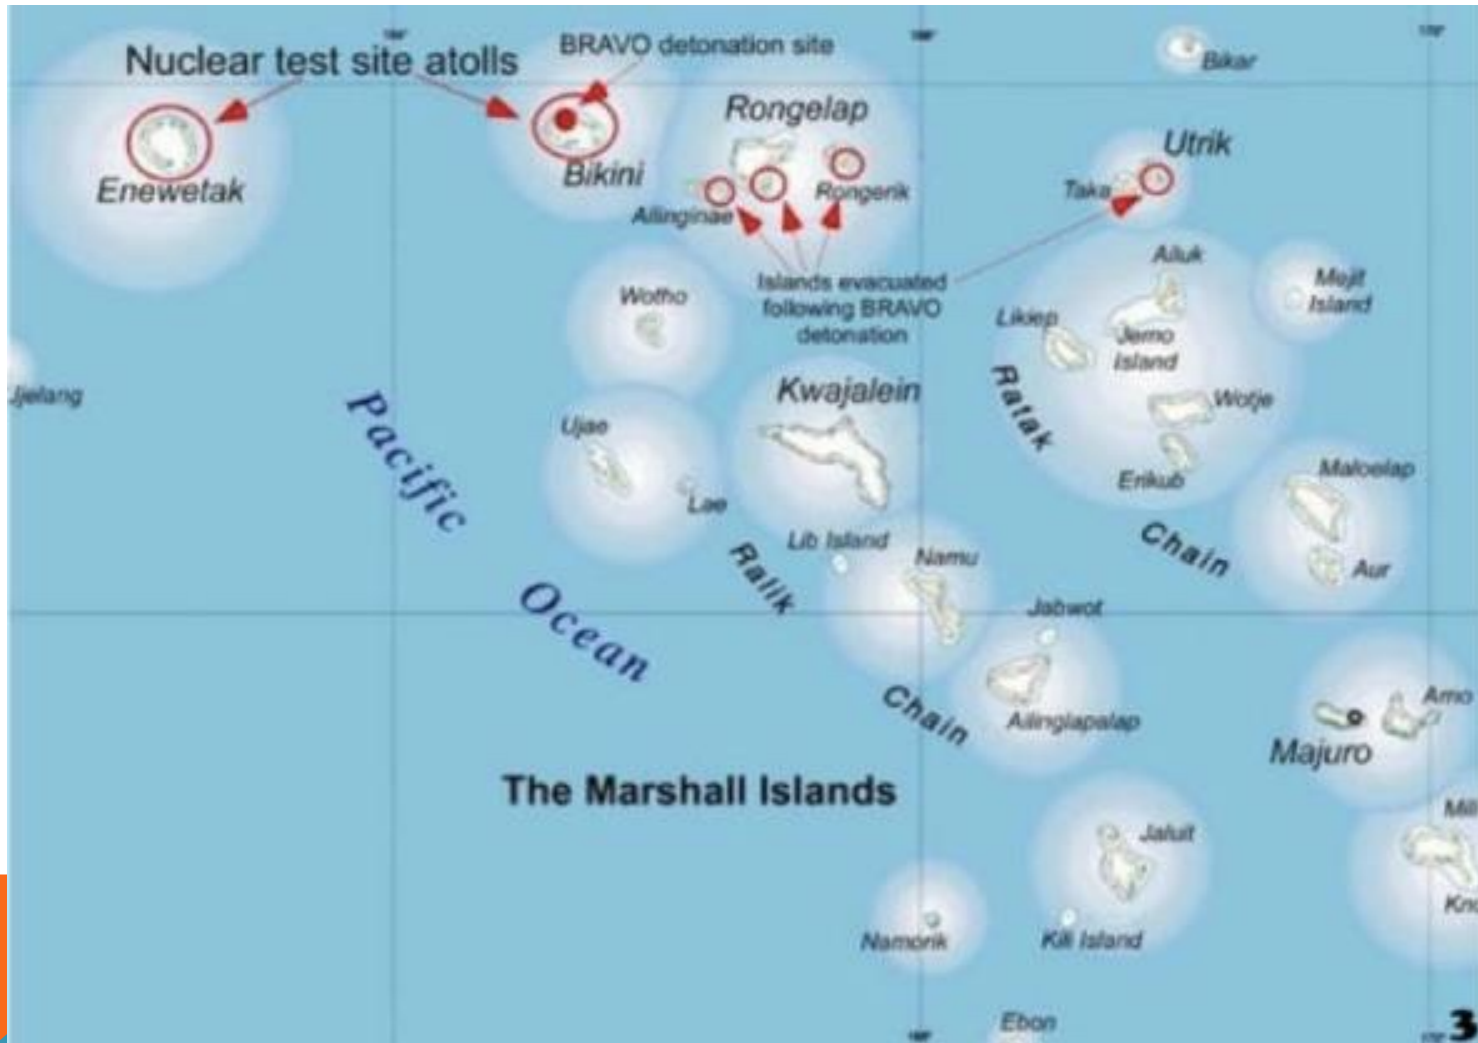 Nuclear test site atolls
BRAVO detonation site
Bikar
Rongelap
Utrik
Enewetak
Bikini
Taka
Rongerik
Ailinginae
Islands evacuated
following BRAVO
detonation
Ailuk
Mejit
Island
Wotho
Likiep
Jemo
Island
Kwajalein
Ujelang
Pacific
Ocean
Ratak
Chain
Wotje
Ujae
Erikub
Maloelap
Lae
Lib Island
Namu
Aur
Ralik
Chain
Jabwot
Ailinglapalap
Arno
Majuro
The Marshall Islands
Jaluit
Namorik
Kili Island
Ebon
3